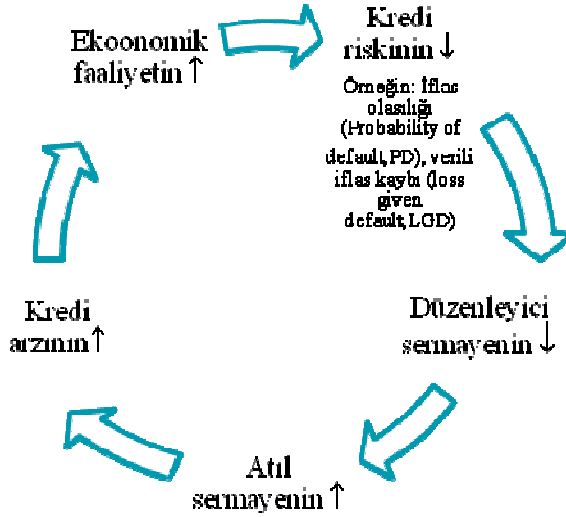 Ekoonomik
faaliyetin ↑
Kredi
riskinin ↓
Örneğin: İflas
olasılığı
(Probability of
default, PD), verili
iflas kaybı (loss
given
default, LGD)
Düzenleyici
sermayenin ↓
Atıl
sermayenin ↑
Kredi
arzının ↑